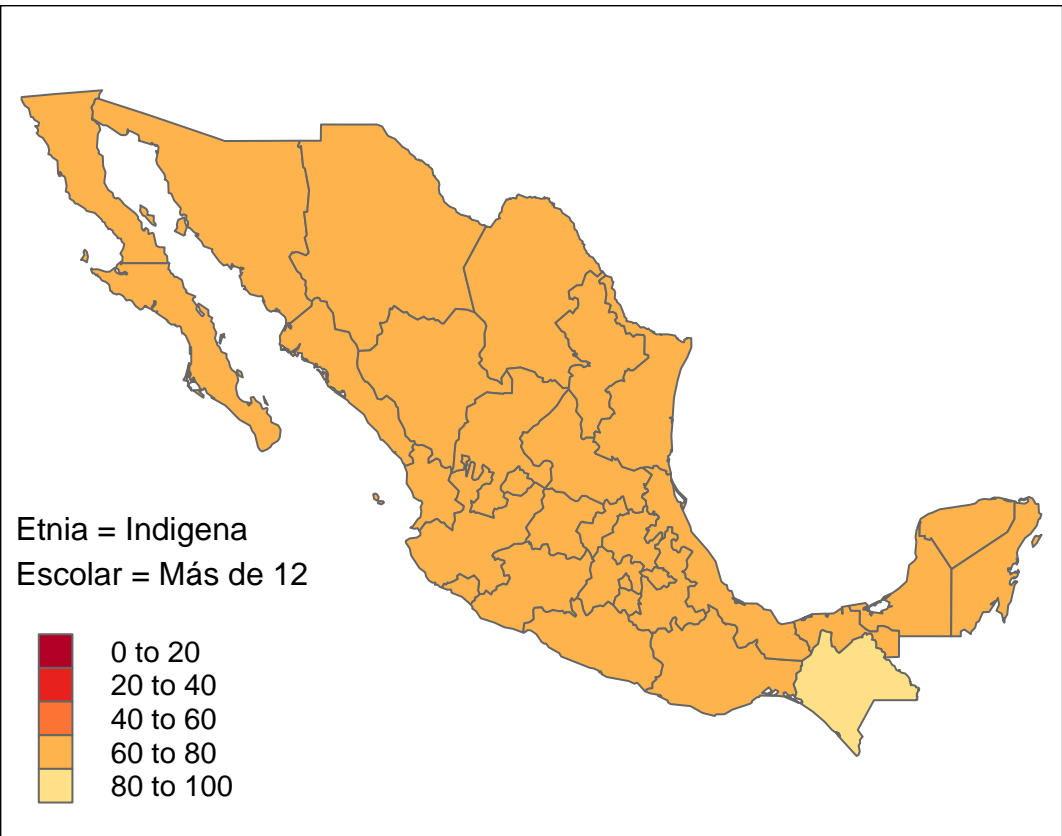 Etnia = Indigena
Escolar = Más de 12
0 to 20
20 to 40
40 to 60
60 to 80
80 to 100